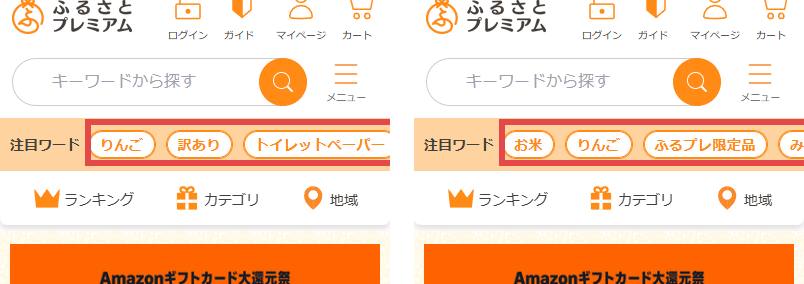 ふるさと
プレミアム
ログイン
ガイド
マイページ
カート
キーワードから探す
メニュー
注目ワード
りんご
訳あり
トイレットペーパー
ランキング
カテゴリ
地域
Amazonギフトカード大還元祭
ふるさと
プレミアム
ログイン
ガイド
マイページ
カート
キーワードから探す
メニュー
注目ワード
お米
りんご
ふるプレ限定品
み
ランキング
カテゴリ
地域
Amazonギフトカード大還元祭